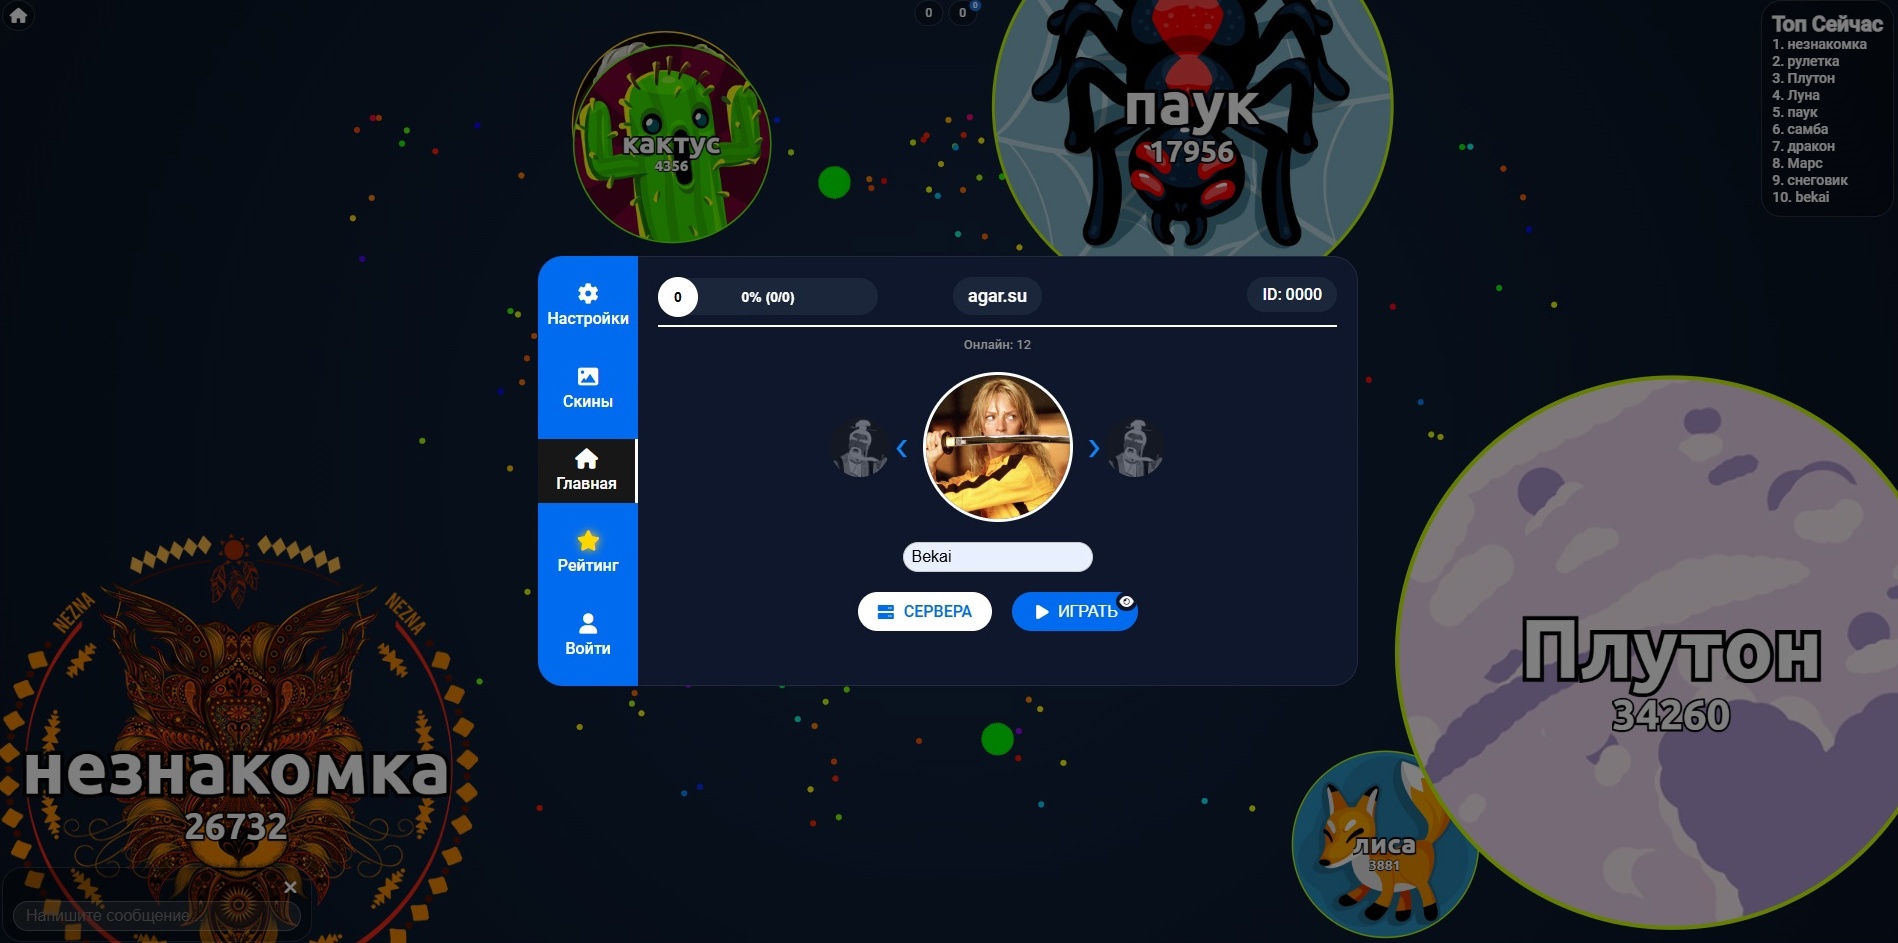 0
0
0
Топ Сейчас
1. незнакомка
2. рулетка
3. Плутон
4. Луна
5. паук
6. самба
7. дракон
8. Марс
9. снеговик
10. bekai
кактус
4356
паук
17956
Настройки
Скины
Главная
Рейтинг
Войти
0
0% (0/0)
agar.su
ID: 0000
Онлайн: 12
Bekai
СЕРВЕРА
ИГРАТЬ
NEZNA
NEZNA
незнакомка
26732
Плутон
34260
лиса
3881
Напишите сообщение...